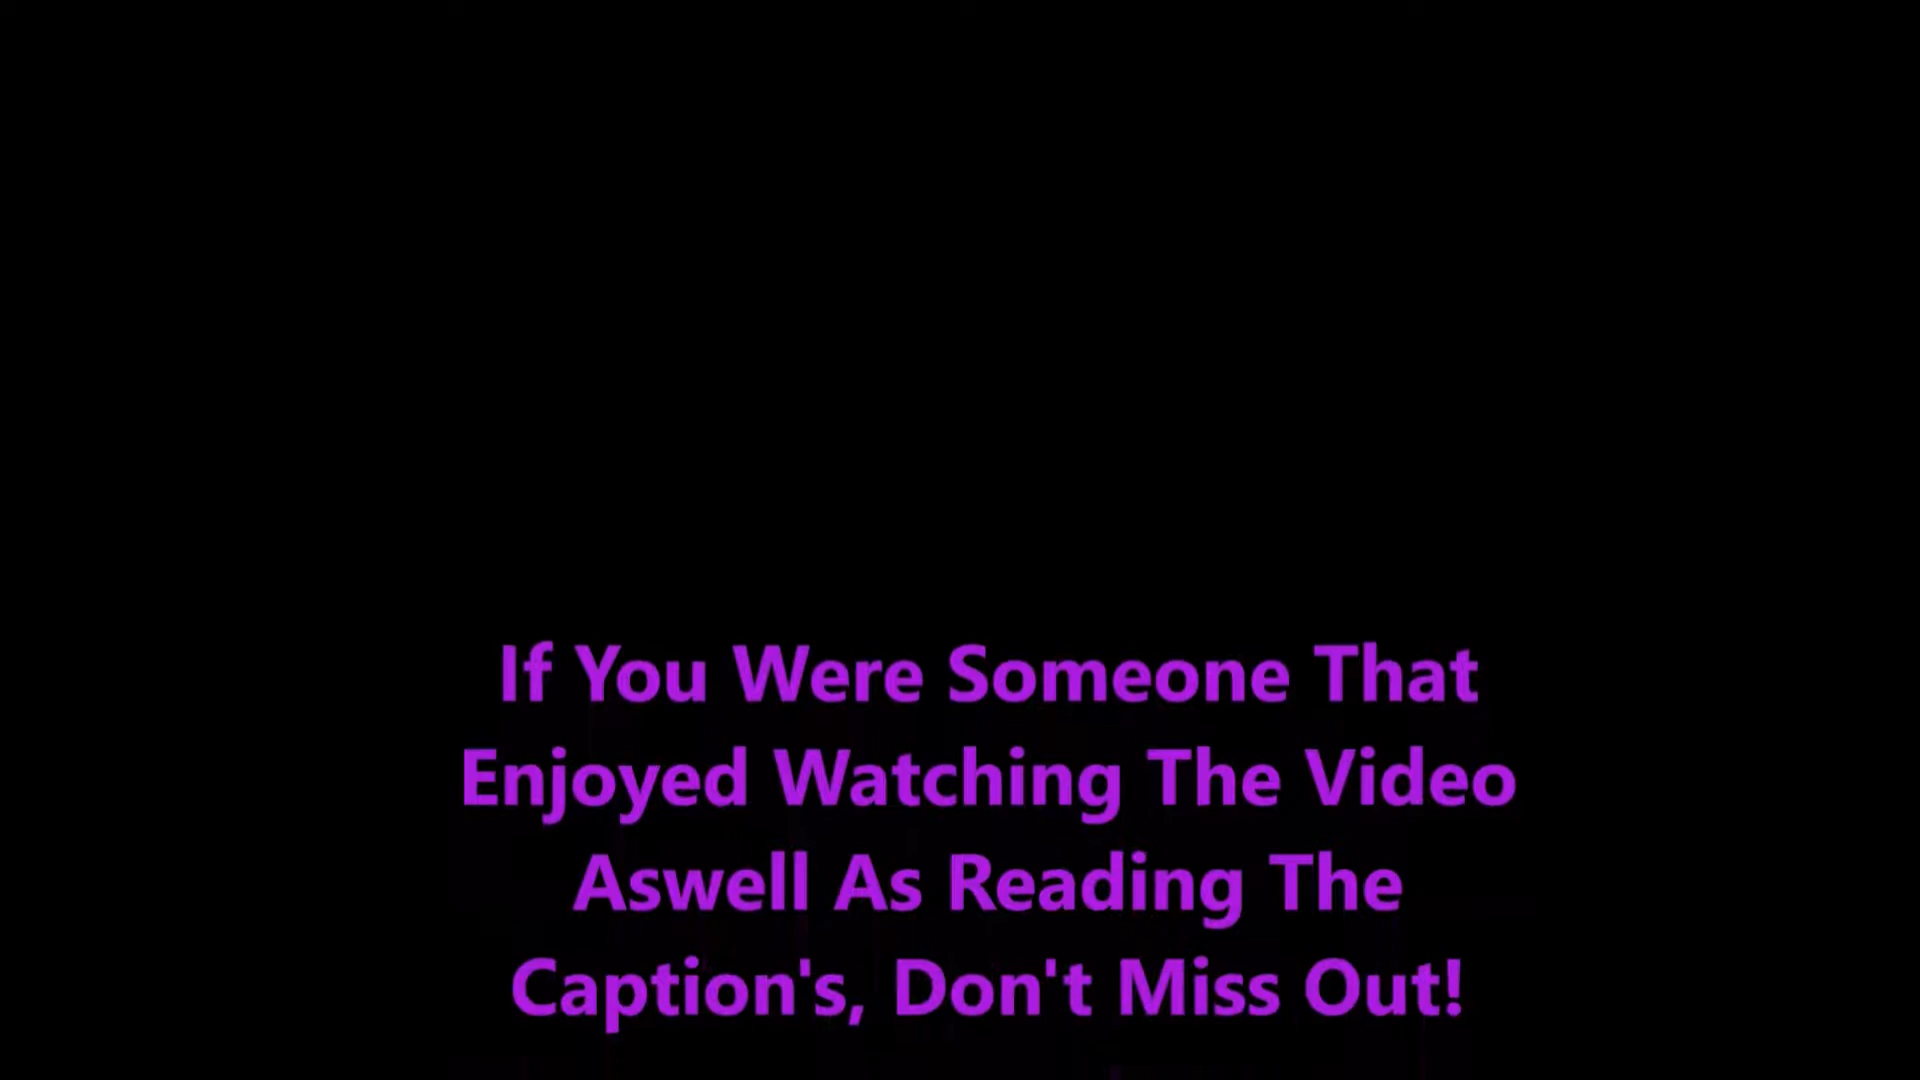 If You Were Someone That
Enjoyed Watching The Video
Aswell As Reading The
Caption's, Don't Miss Out!